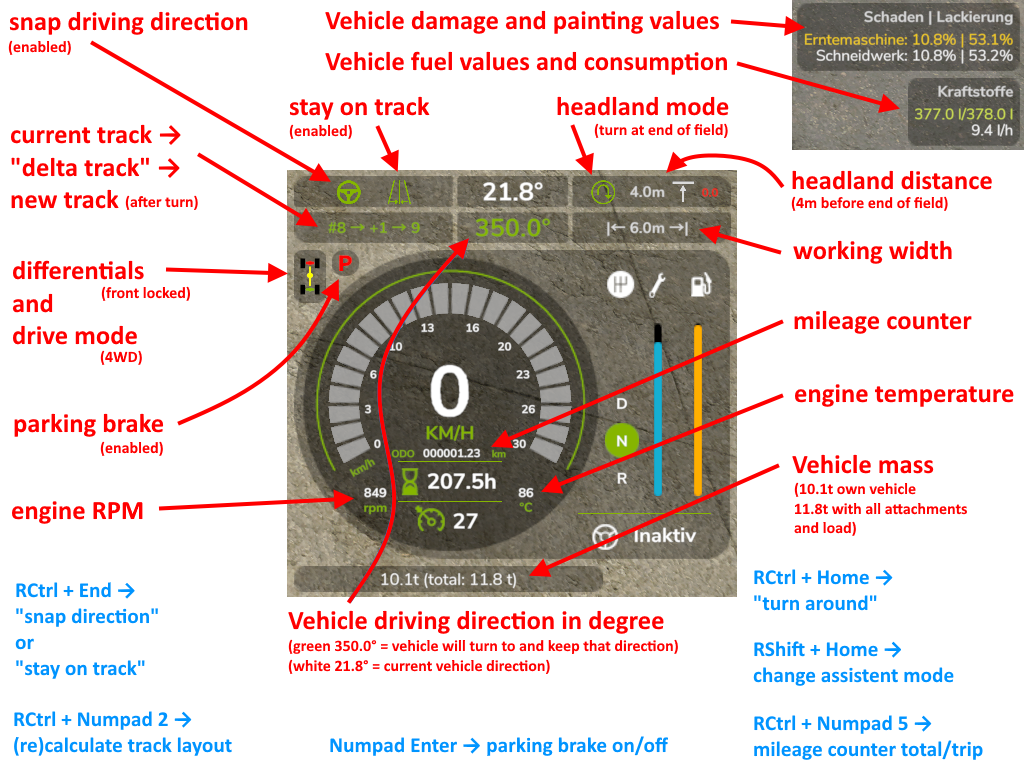 snap driving direction
(enabled)
Vehicle damage and painting values
Vehicle fuel values and consumption
Schaden | Lackierung
Erntemaschine: 10.8% | 53.1%
Schneidwerk: 10.8% | 53.2%
Kraftstoffe
377.0 l/378.0 l
9.4 l/h
stay on track
(enabled)
headland mode
(turn at end of field)
current track →
"delta track" →
new track (after turn)
headland distance
(4m before end of field)
21.8°
4.0m
0.0
#8 → +1 → 9
350.0°
|← 6.0m →|
working width
differentials
(front locked)
and
drive mode
(4WD)
P
mileage counter
0
3
6
10
13
16
20
23
26
30
km/h
0
KM/H
ODO 000001.23 km
207.5h
849
rpm
86
°C
27
D
N
R
Inaktiv
10.1t (total: 11.8 t)
engine temperature
parking brake
(enabled)
Vehicle mass
(10.1t own vehicle
11.8t with all attachments
and load)
engine RPM
RCtrl + End →
"snap direction"
or
"stay on track"
Vehicle driving direction in degree
(green 350.0° = vehicle will turn to and keep that direction)
(white 21.8° = current vehicle direction)
RCtrl + Home →
"turn around"
RShift + Home →
change assistent mode
RCtrl + Numpad 2 →
(re)calculate track layout
Numpad Enter → parking brake on/off
RCtrl + Numpad 5 →
mileage counter total/trip